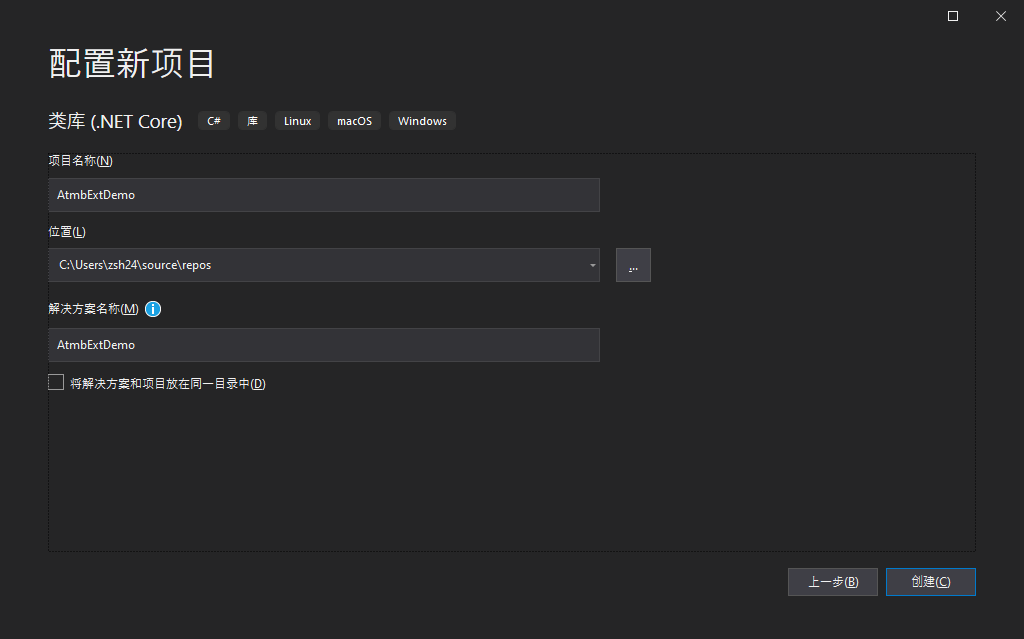 配置新项目
类库 (.NET Core) C# 库 Linux macOS Windows
项目名称(N)
AtmbExtDemo
位置(L)
C:\Users\zsh24\source\repos ...
解决方案名称(M) i
AtmbExtDemo
将解决方案和项目放在同一目录中(D)
上一步(B) 创建(C)